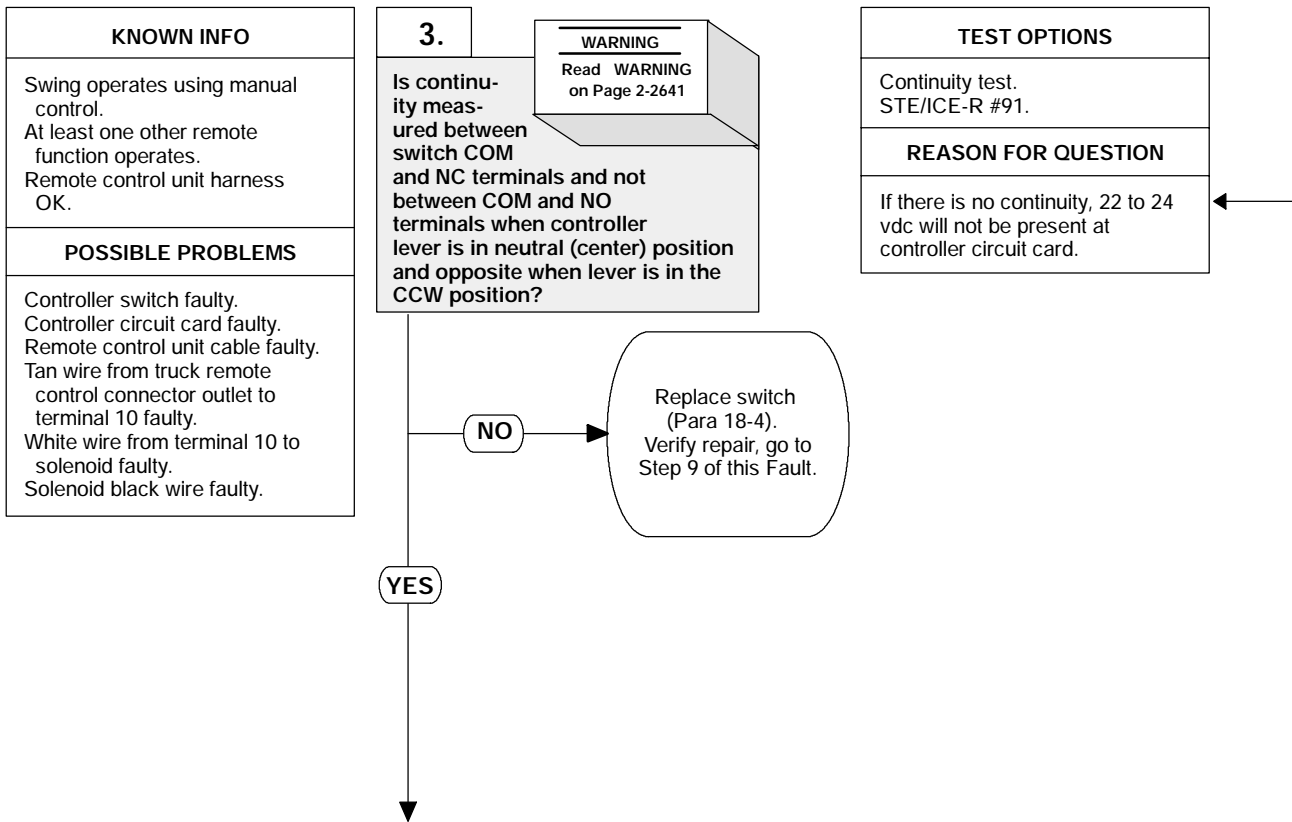 KNOWN INFO
Swing operates using manual
control.
At least one other remote
function operates.
Remote control unit harness
OK.
POSSIBLE PROBLEMS
Controller switch faulty.
Controller circuit card faulty.
Remote control unit cable faulty.
Tan wire from truck remote
control connector outlet to
terminal 10 faulty.
White wire from terminal 10 to
solenoid faulty.
Solenoid black wire faulty.
3.
WARNING
Read WARNING
on Page 2-2641
Is continu-
ity meas-
ured between
switch COM
and NC terminals and not
between COM and NO
terminals when controller
lever is in neutral (center) position
and opposite when lever is in the
CCW position?
NO
Replace switch
(Para 18-4).
Verify repair, go to
Step 9 of this Fault.
YES
TEST OPTIONS
Continuity test.
STE/ICE-R #91.
REASON FOR QUESTION
If there is no continuity, 22 to 24
vdc will not be present at
controller circuit card.